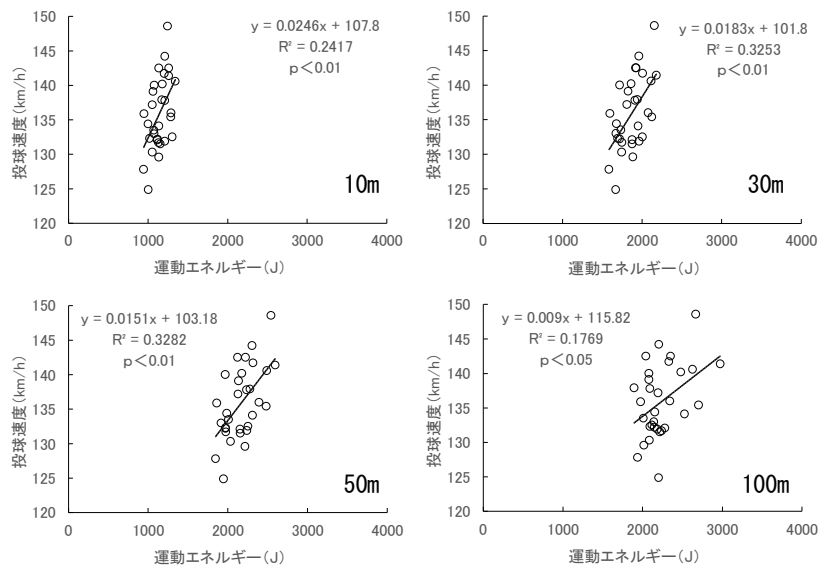 y = 0.0246x + 107.8
R² = 0.2417
p＜0.01
150
145
140
135
130
125
120
投球速度(km/h)
10m
0 1000 2000 3000 4000
運動エネルギー(J)
y = 0.0183x + 101.8
R² = 0.3253
p＜0.01
150
145
140
135
130
125
120
投球速度(km/h)
30m
0 1000 2000 3000 4000
運動エネルギー(J)
y = 0.0151x + 103.18
R² = 0.3282
p＜0.01
150
145
140
135
130
125
120
投球速度(km/h)
50m
0 1000 2000 3000 4000
運動エネルギー(J)
y = 0.009x + 115.82
R² = 0.1769
p＜0.05
150
145
140
135
130
125
120
投球速度(km/h)
100m
0 1000 2000 3000 4000
運動エネルギー(J)